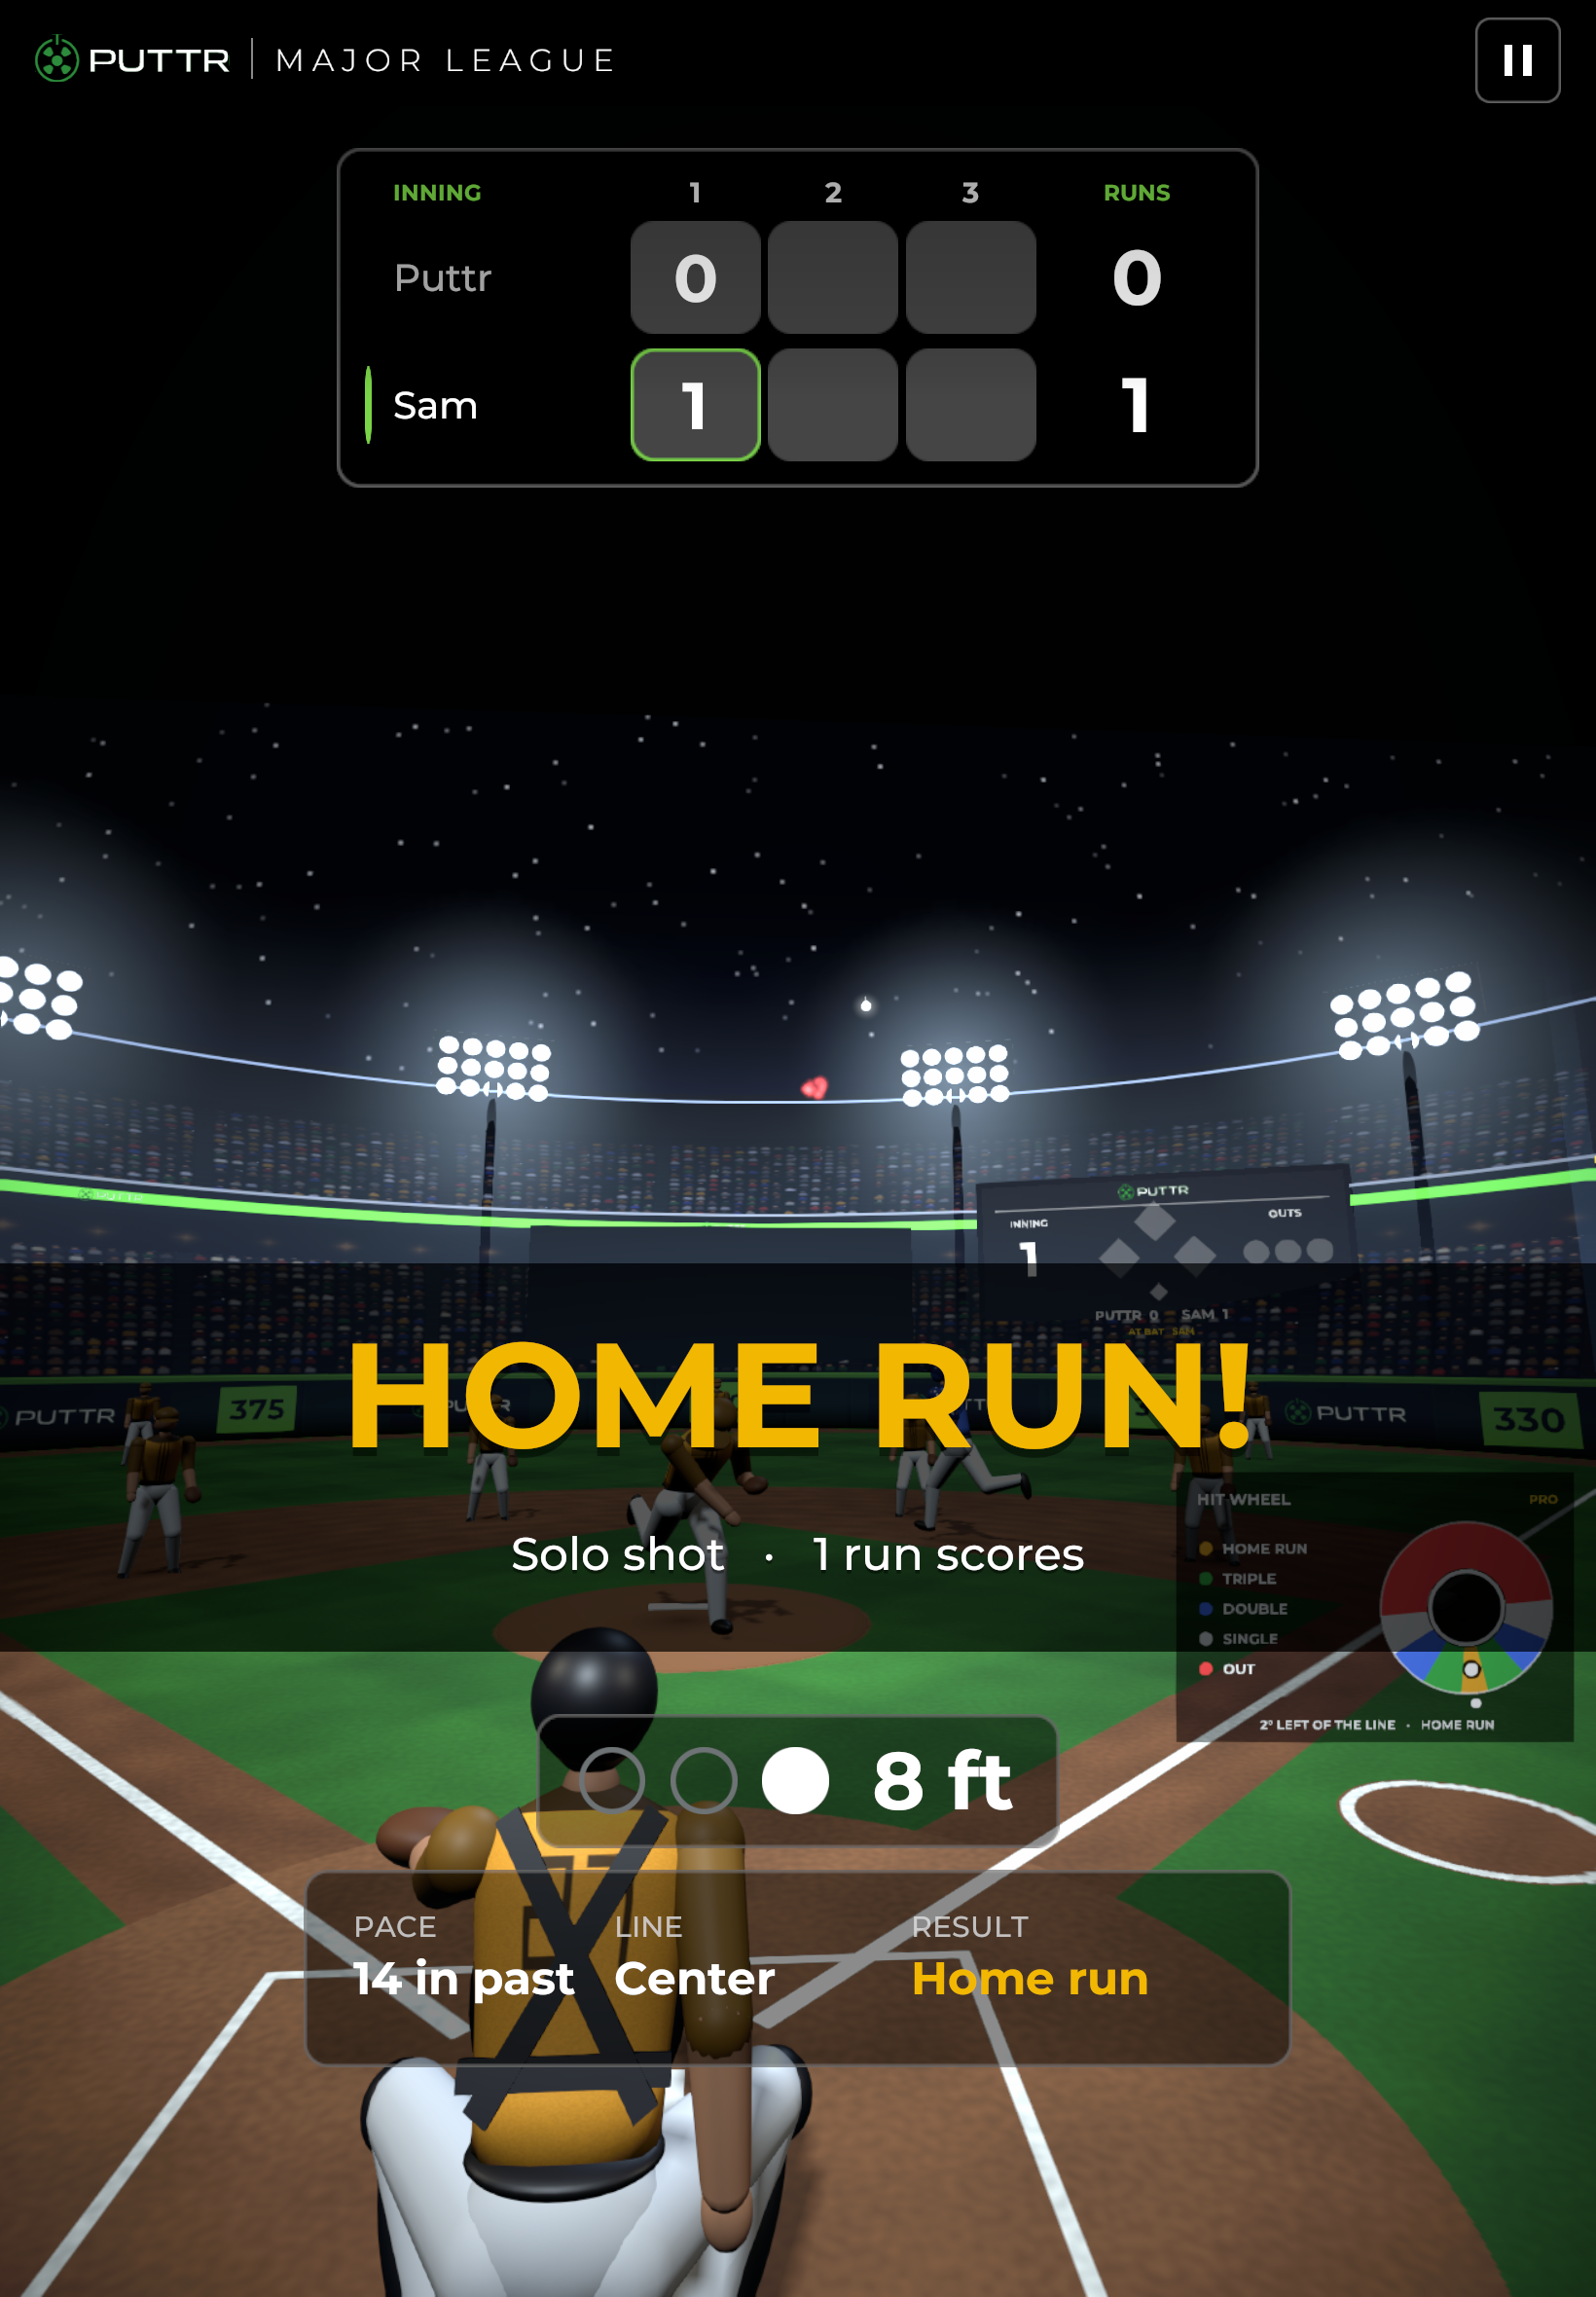 PUTTR | MAJOR LEAGUE
INNING 1 2 3 RUNS
Puttr 0 0
Sam 1 1
PUTTR
INNING OUTS
1
PUTTR 0 SAM 1
AT BAT SAM
HOME RUN!
PUTTR 375 PUTTR 330
Solo shot · 1 run scores
HIT WHEEL PRO
HOME RUN
TRIPLE
DOUBLE
SINGLE
OUT
2° LEFT OF THE LINE · HOME RUN
8 ft
PACE LINE RESULT
14 in past Center Home run